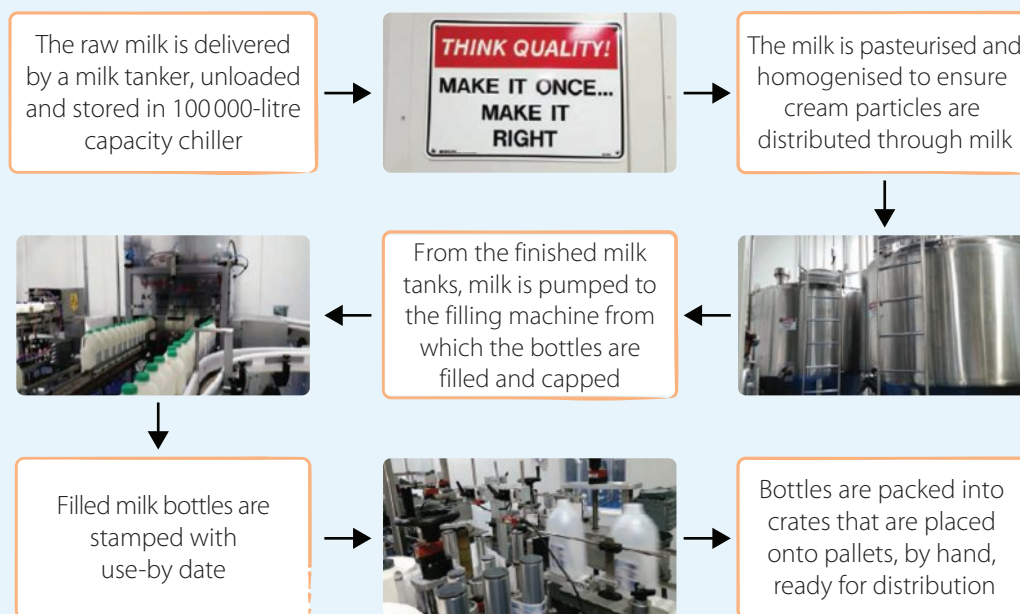 The raw milk is delivered
by a milk tanker, unloaded
and stored in 100 000-litre
capacity chiller
THINK QUALITY!
MAKE IT ONCE...
MAKE IT
RIGHT
The milk is pasteurised and
homogenised to ensure
cream particles are
distributed through milk
From the finished milk
tanks, milk is pumped to
the filling machine from
which the bottles are
filled and capped
Filled milk bottles are
stamped with
use-by date
Bottles are packed into
crates that are placed
onto pallets, by hand,
ready for distribution